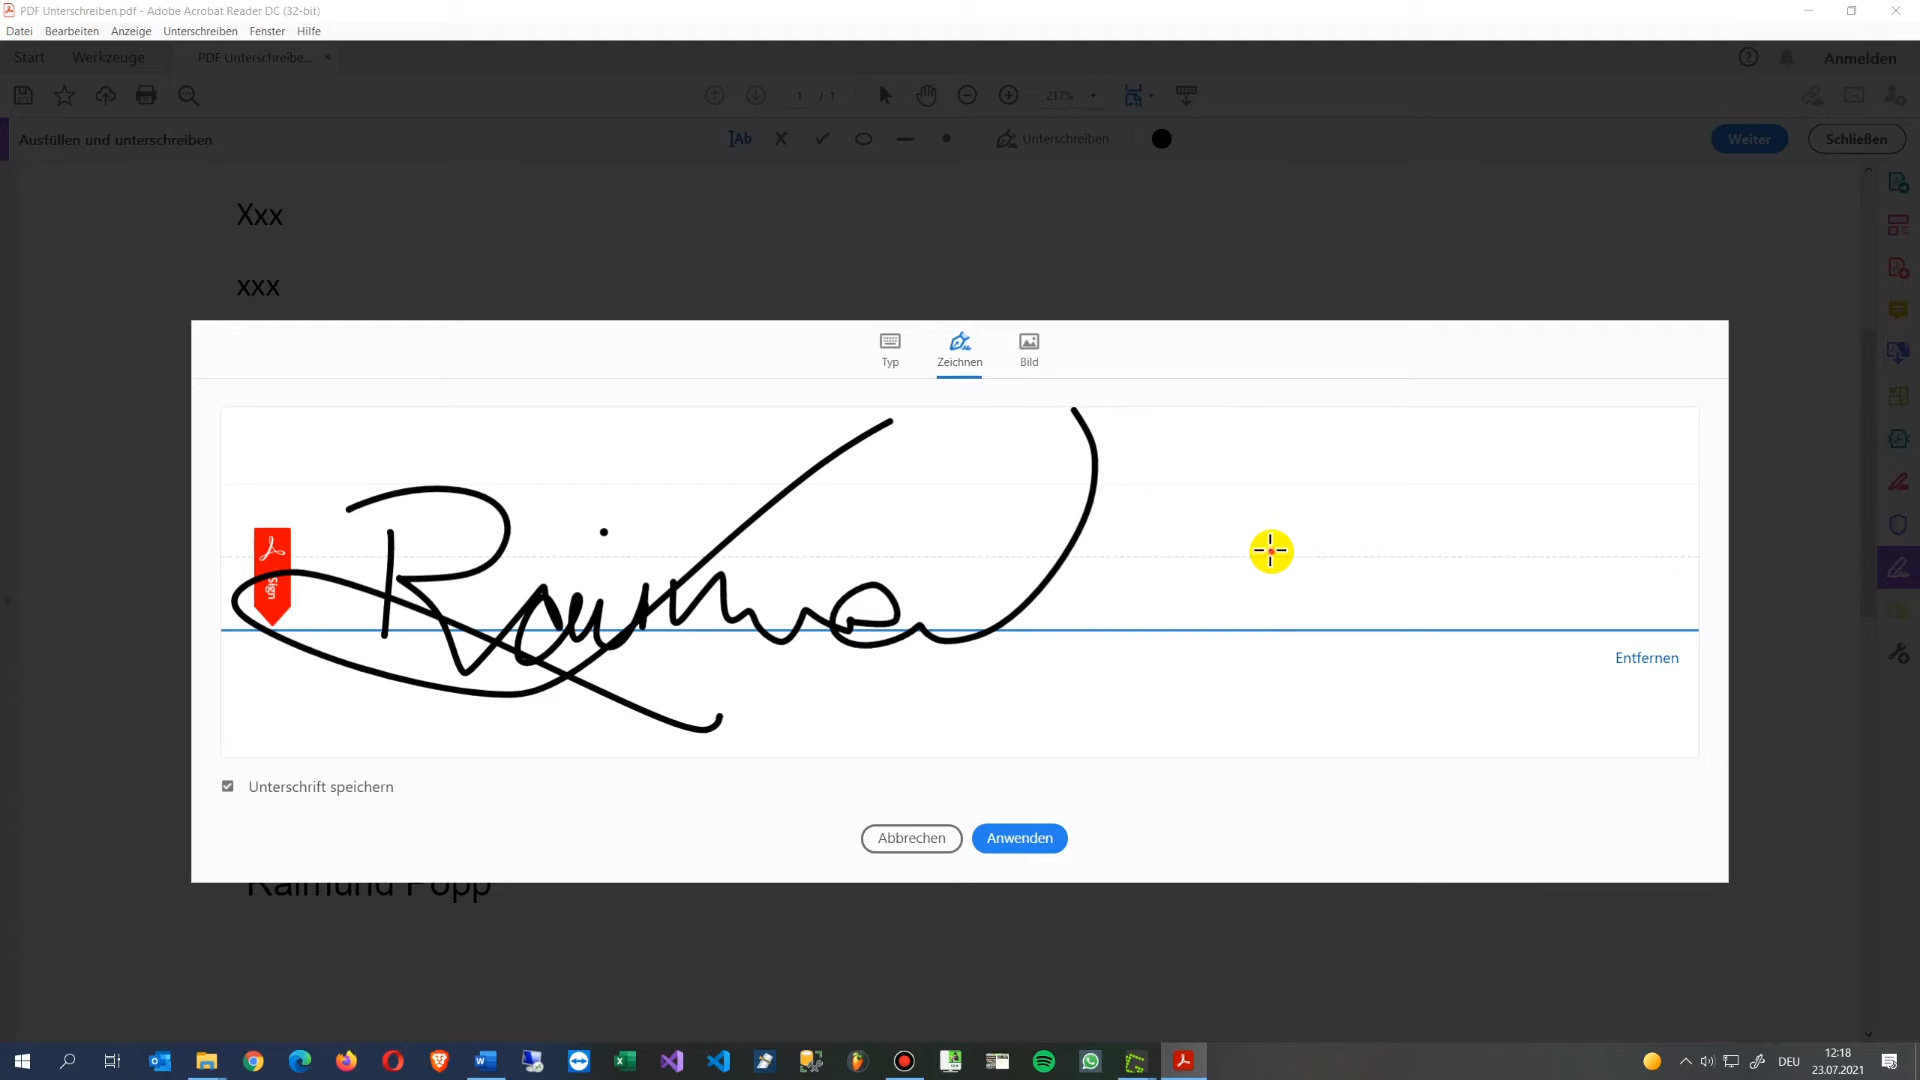 PDF Unterschreiben.pdf - Adobe Acrobat Reader DC (32-bit)
Datei Bearbeiten Anzeige Unterschreiben Fenster Hilfe
Start Werkzeuge PDF Unterschreibe... × Anmelden
1 / 1 217%
Ausfüllen und unterschreiben IAb Unterschreiben Weiter Schließen
Xxx
xxx
Typ Zeichnen Bild
Sign
Entfernen
Unterschrift speichern
Abbrechen Anwenden
Raimund Popp
DEU 12:18
23.07.2021